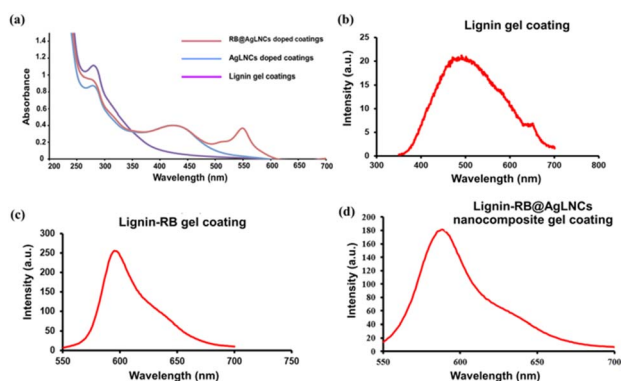 (a)
1.4
1.2
1
0.8
0.6
0.4
0.2
0
200 250 300 350 400 450 500 550 600 650 700
Absorbance
Wavelength (nm)
RB@AgLNCs doped coatings
AgLNCs doped coatings
Lignin gel coatings
(b)
Lignin gel coating
25
20
15
10
5
0
300 400 500 600 700 800
Intensity (a.u.)
Wavelength (nm)
(c)
Lignin-RB gel coating
300
250
200
150
100
50
0
550 600 650 700 750
Intensity (a.u.)
Wavelength (nm)
(d)
Lignin-RB@AgLNCs
nanocomposite gel coating
200
180
160
140
120
100
80
60
40
20
0
550 600 650 700
Intensity (a.u.)
Wavelength (nm)